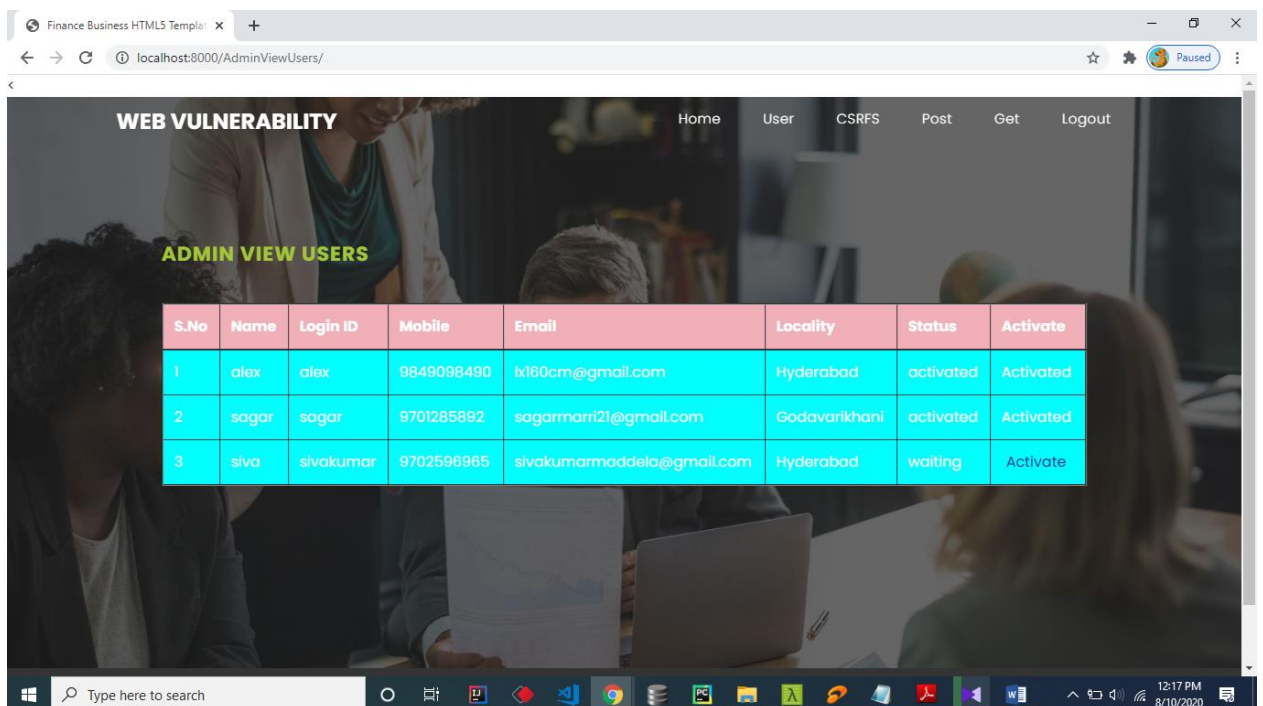 Finance Business HTML5 Templat
localhost:8000/AdminViewUsers/
Paused
<
WEB VULNERABILITY Home User CSRFS Post Get Logout
ADMIN VIEW USERS
S.No Name Login ID Mobile Email Locality Status Activate
1 alex alex 9849098490 lx160cm@gmail.com Hyderabad activated Activated
2 sagar sagar 9701285892 sagarmarri21@gmail.com Godavarikhani activated Activated
3 siva sivakumar 9702596965 sivakumarmaddela@gmail.com Hyderabad waiting Activate
Type here to search
12:17 PM
8/10/2020